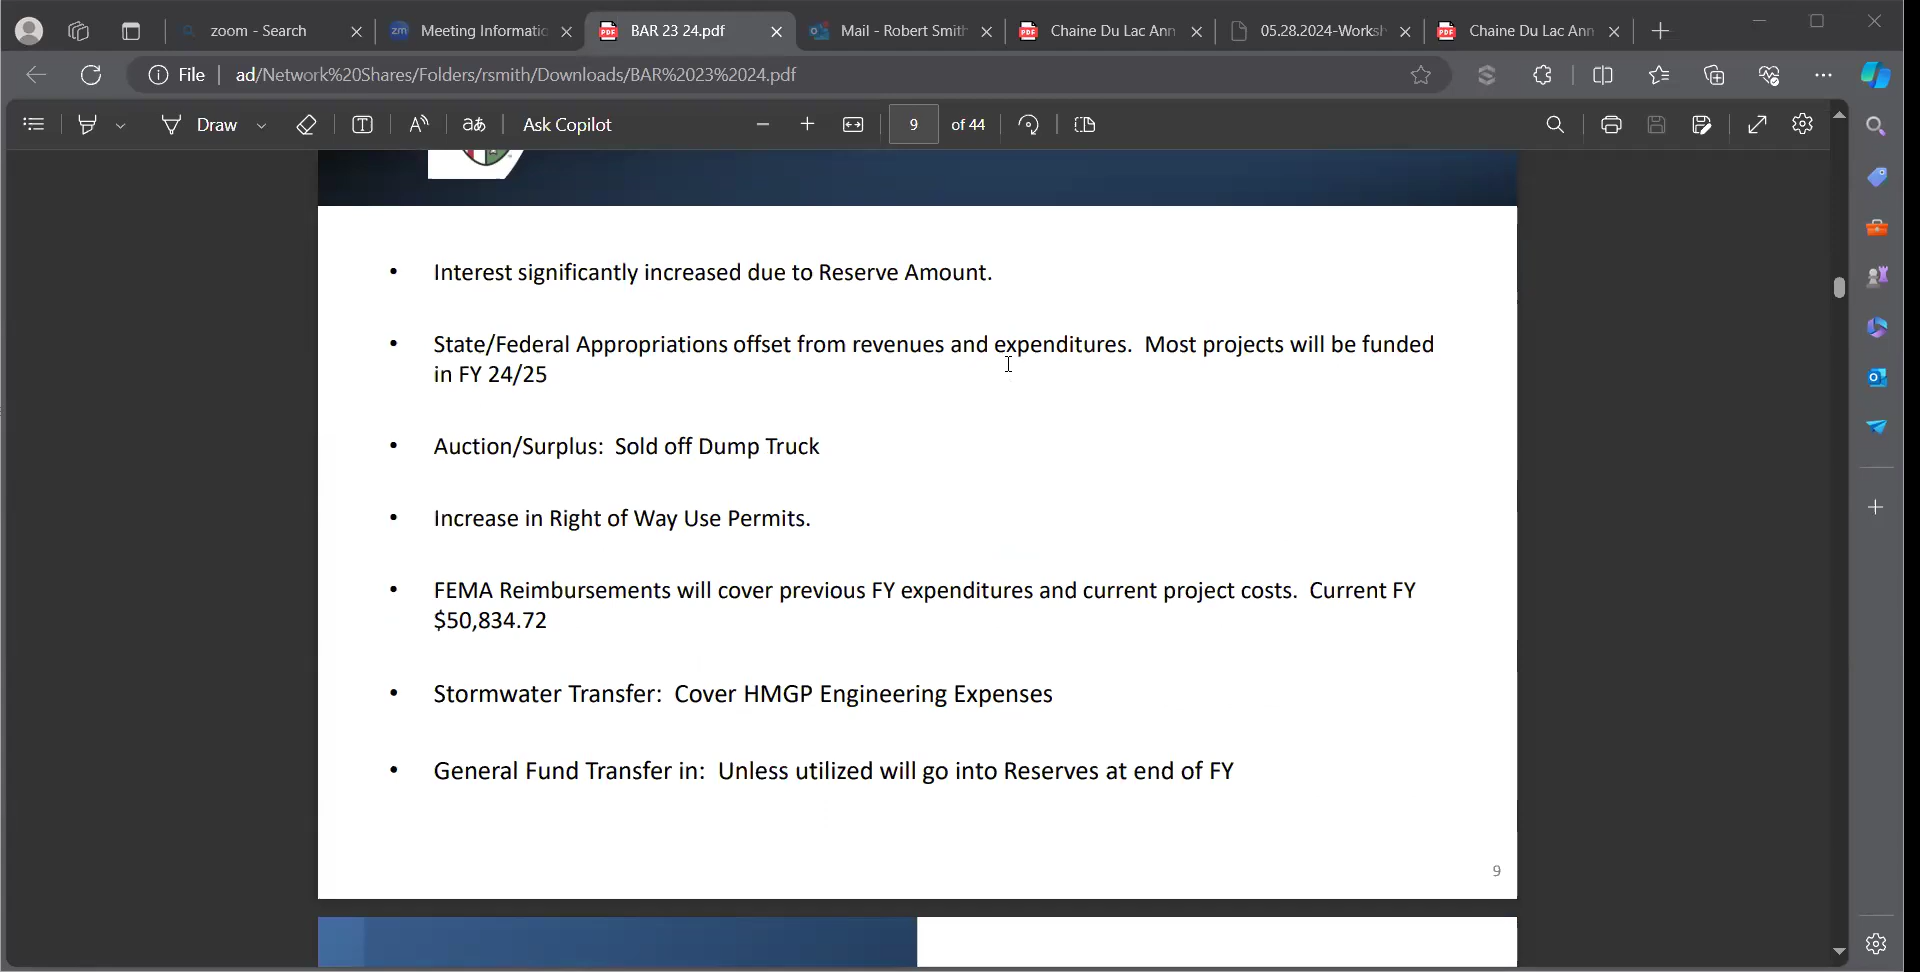 zoom - Search
Meeting Informatio
BAR 23 24.pdf
Mail - Robert Smith
Chaine Du Lac Ann
05.28.2024-Worksh
Chaine Du Lac Ann
File
ad/Network%20Shares/Folders/rsmith/Downloads/BAR%2023%2024.pdf
Draw
Ask Copilot
9 of 44
• Interest significantly increased due to Reserve Amount.
• State/Federal Appropriations offset from revenues and expenditures. Most projects will be funded
in FY 24/25
• Auction/Surplus: Sold off Dump Truck
• Increase in Right of Way Use Permits.
• FEMA Reimbursements will cover previous FY expenditures and current project costs. Current FY
$50,834.72
• Stormwater Transfer: Cover HMGP Engineering Expenses
• General Fund Transfer in: Unless utilized will go into Reserves at end of FY
9